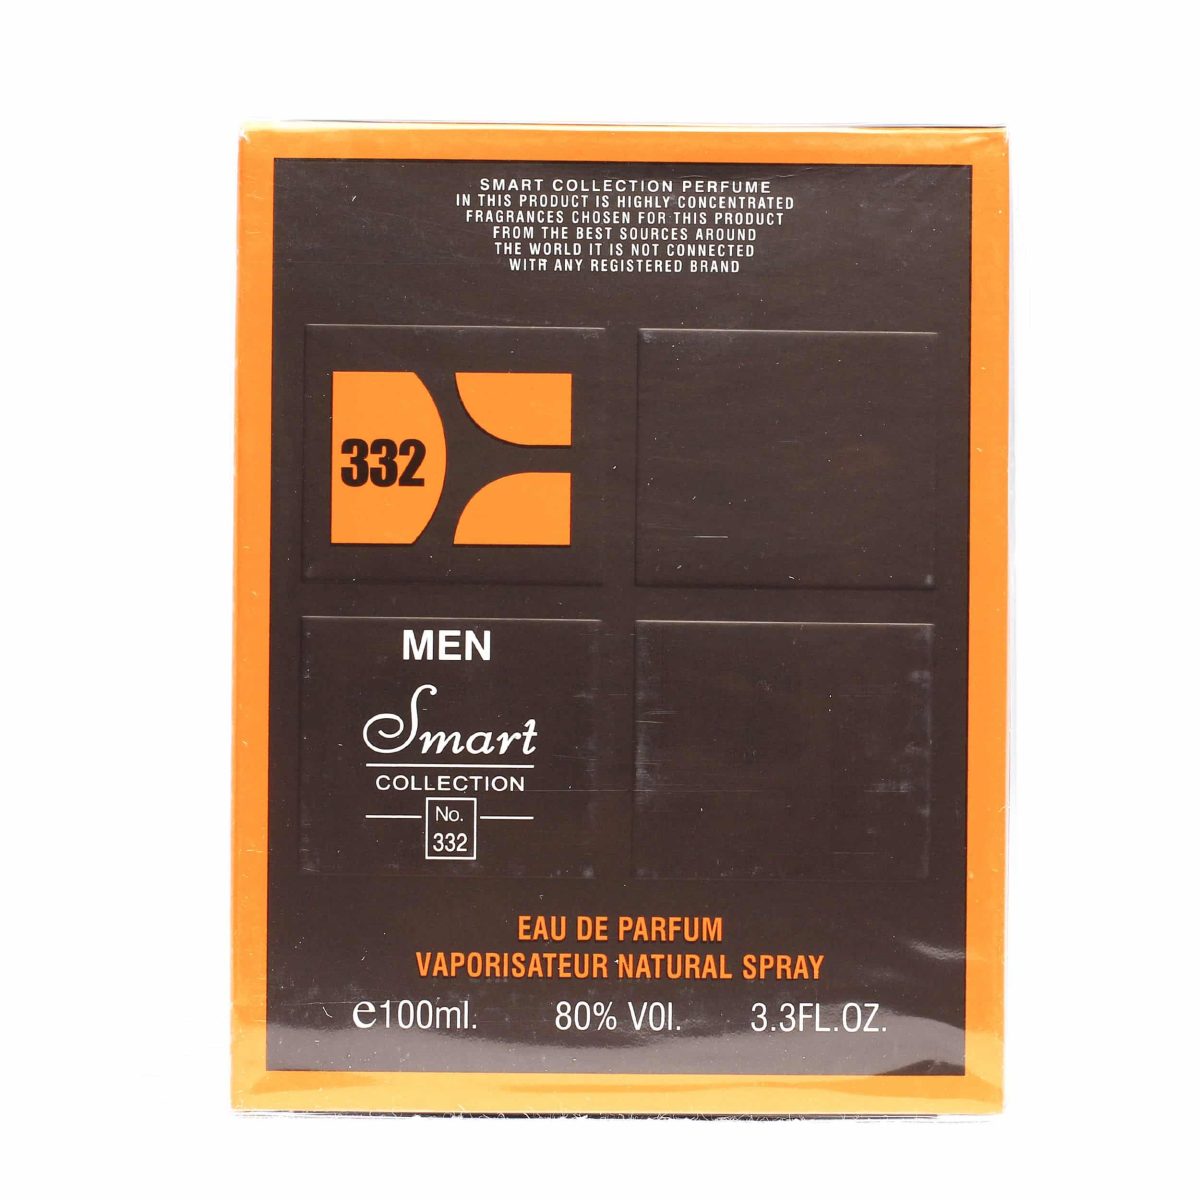 SMART COLLECTION PERFUME
IN THIS PRODUCT IS HIGHLY CONCENTRATED
FRAGRANCES CHOSEN FOR THIS PRODUCT
FROM THE BEST SOURCES AROUND
THE WORLD IT IS NOT CONNECTED
WITH ANY REGISTERED BRAND
332
MEN
Smart
COLLECTION
No.
332
EAU DE PARFUM
VAPORISATEUR NATURAL SPRAY
e100ml. 80% VOl. 3.3FL.OZ.